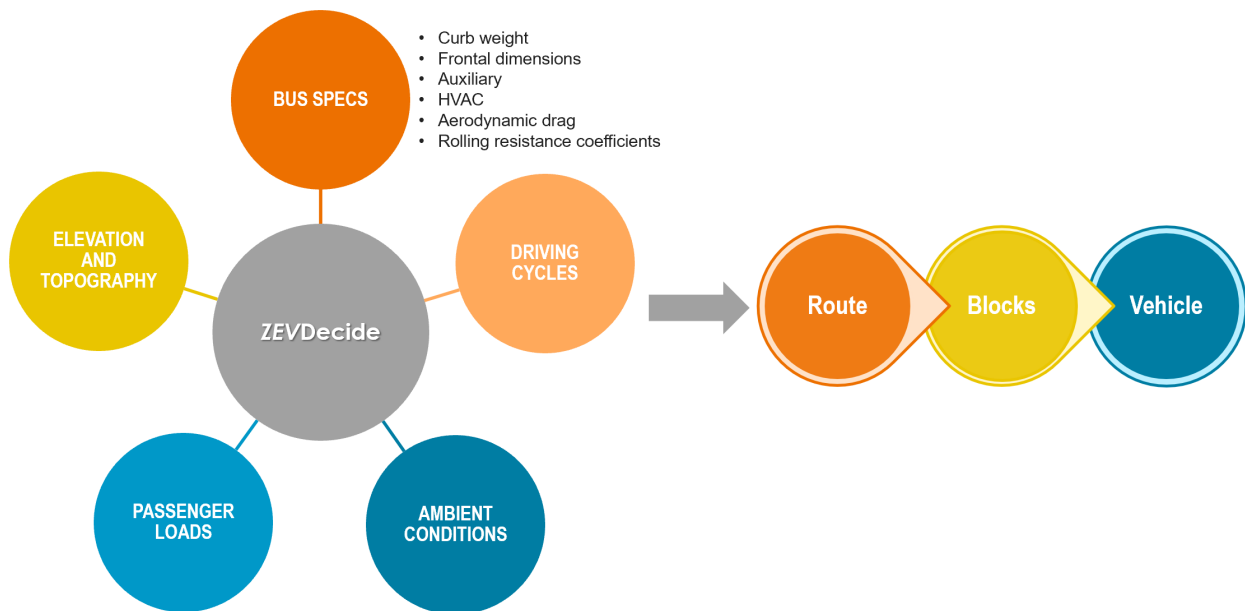 BUS SPECS
• Curb weight
• Frontal dimensions
• Auxiliary
• HVAC
• Aerodynamic drag
• Rolling resistance coefficients
ELEVATION
AND
TOPOGRAPHY
DRIVING
CYCLES
ZEVDecide
PASSENGER
LOADS
AMBIENT
CONDITIONS
Route
Blocks
Vehicle